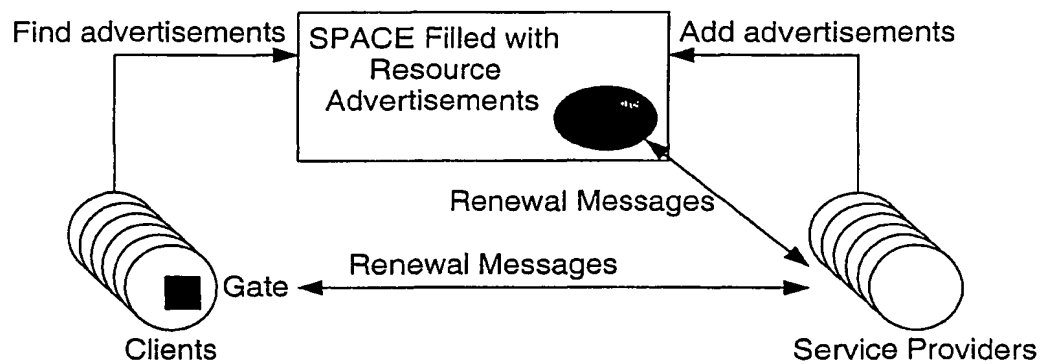 Find advertisements
SPACE Filled with
Resource
Advertisements
Add advertisements
Renewal Messages
Renewal Messages
Gate
Clients
Service Providers